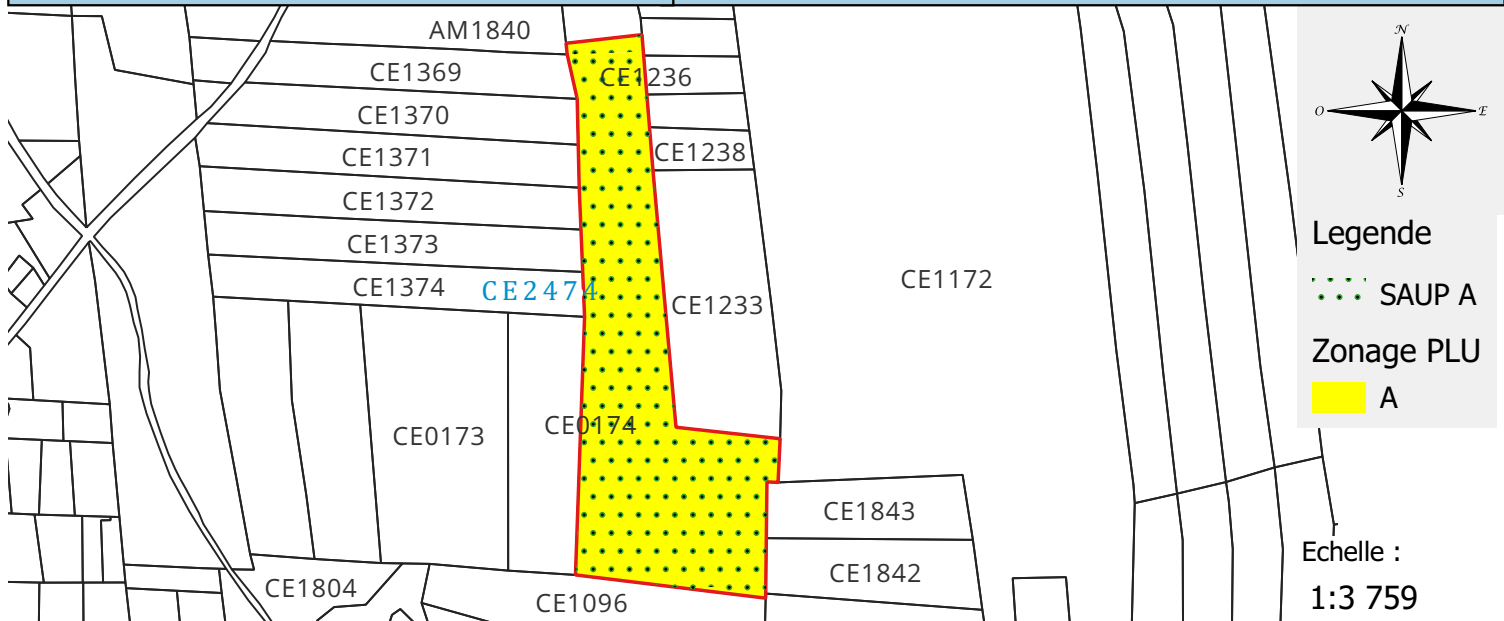 AM1840
CE1369
CE1236
CE1370
CE1371
CE1238
CE1372
CE1373
CE1374
CE2474
CE1233
CE1172
CE0173
CE0174
CE1843
CE1842
CE1804
CE1096
N
O
E
S
Legende
SAUP A
Zonage PLU
A
Echelle :
1:3 759